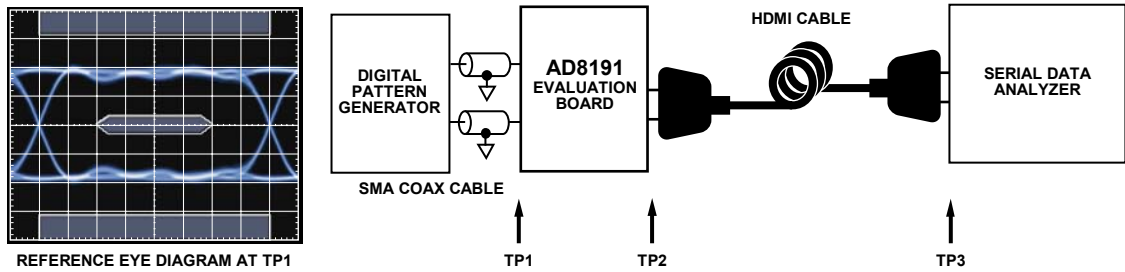 HDMI CABLE
DIGITAL
PATTERN
GENERATOR
AD8191
EVALUATION
BOARD
SERIAL DATA
ANALYZER
SMA COAX CABLE
REFERENCE EYE DIAGRAM AT TP1
TP1
TP2
TP3